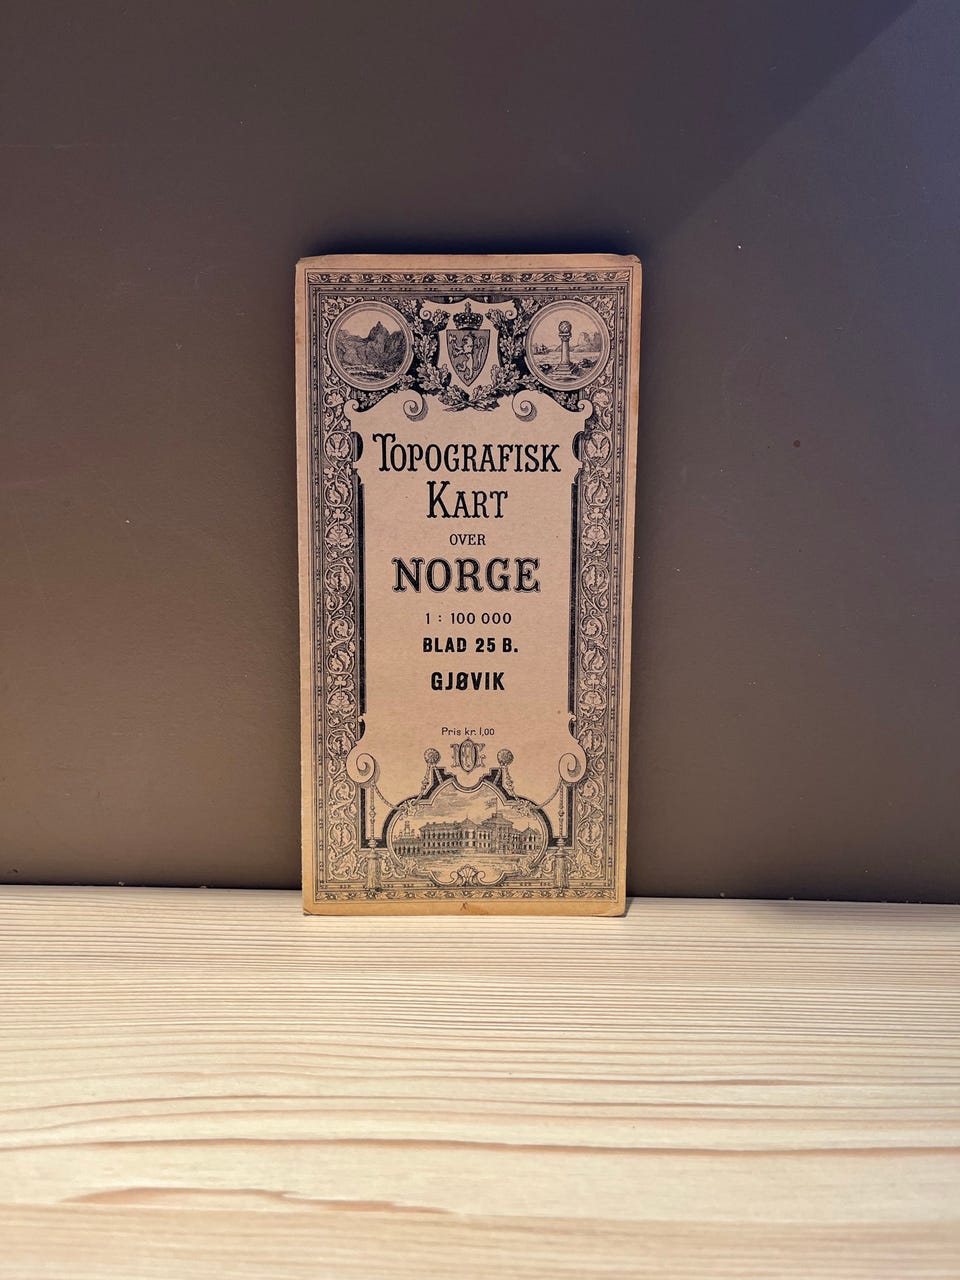 TOPOGRAFISK
KART
OVER
NORGE
1 : 100 000
BLAD 25 B.
GJØVIK
Pris kr. 1,00